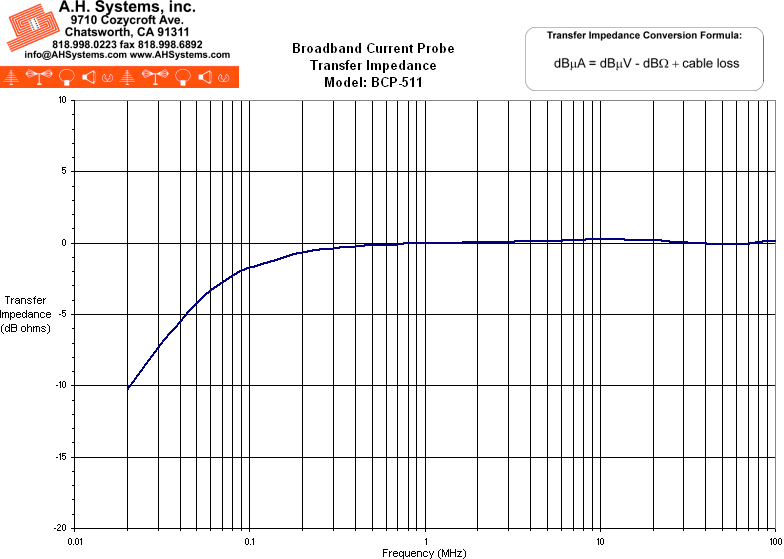 A.H. Systems, inc.
9710 Cozycroft Ave.
Chatsworth, CA 91311
818.998.0223 fax 818.998.6892
info@AHSystems.com www.AHSystems.com
Broadband Current Probe
Transfer Impedance
Model: BCP-511
Transfer Impedance Conversion Formula:
dBµA = dBµV - dBΩ + cable loss
10
5
0
-5
-10
-15
-20
Transfer
Impedance
(dB ohms)
0.01
0.1
1
10
100
Frequency (MHz)